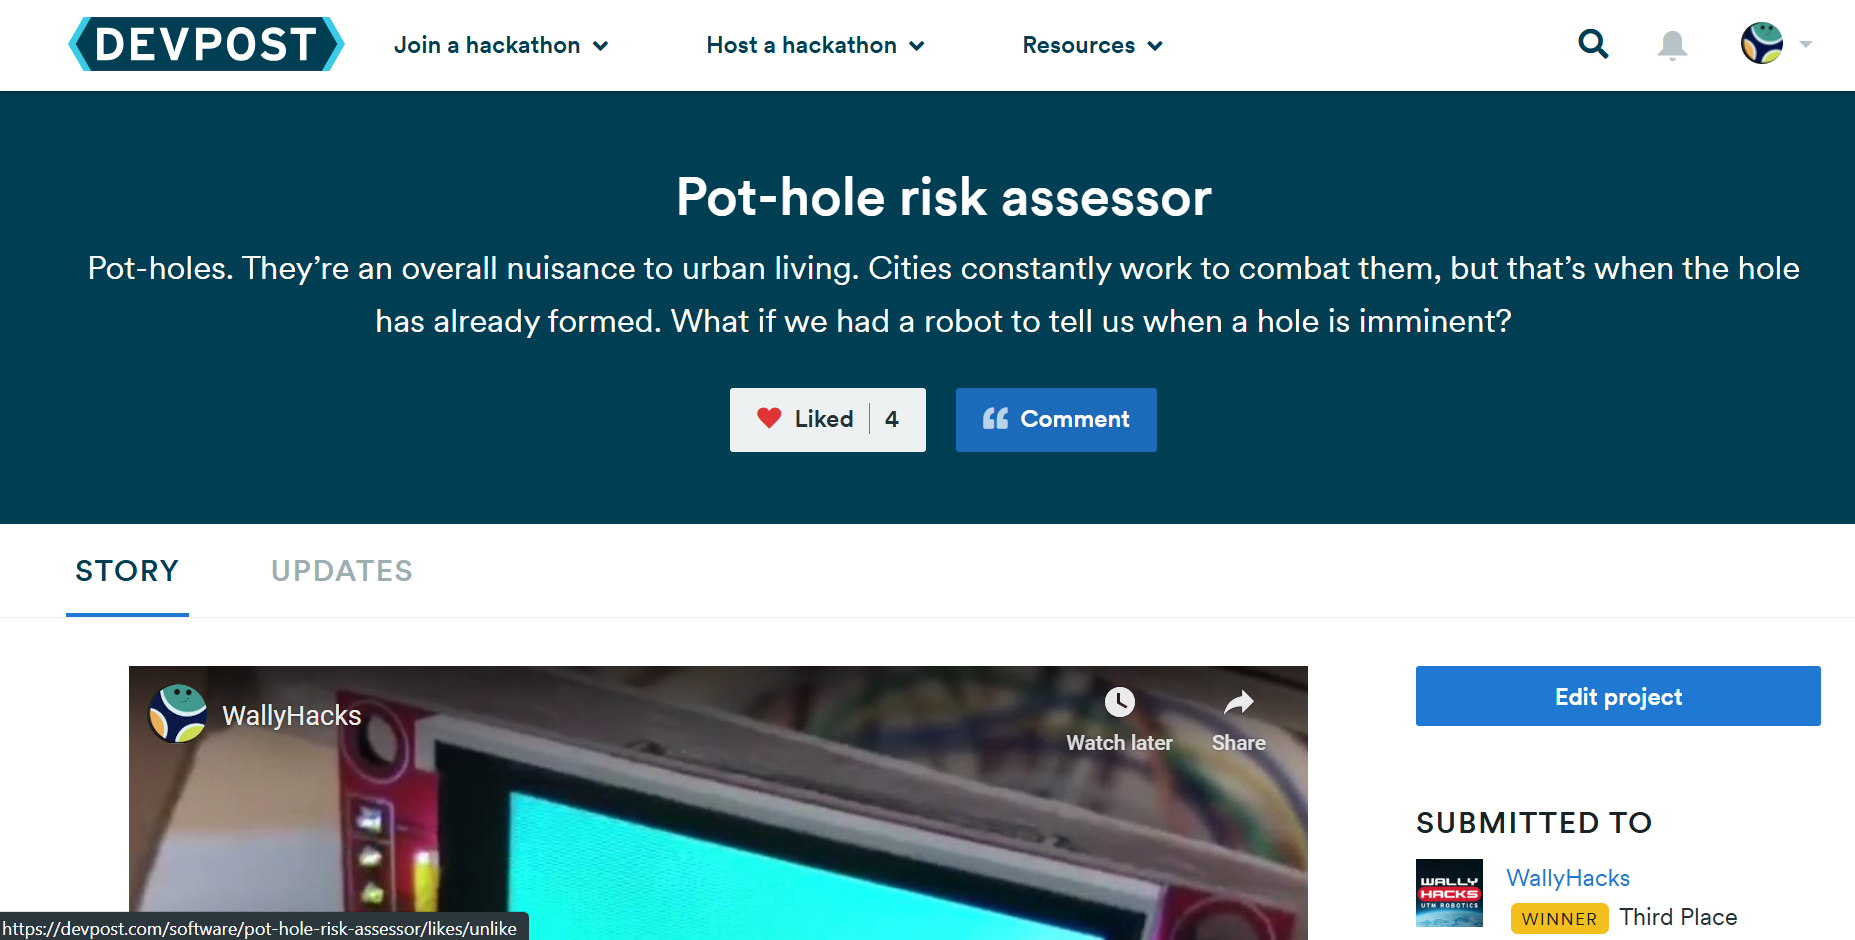 DEVPOST
Join a hackathon
Host a hackathon
Resources
Pot-hole risk assessor
Pot-holes. They’re an overall nuisance to urban living. Cities constantly work to combat them, but that’s when the hole
has already formed. What if we had a robot to tell us when a hole is imminent?
Liked 4
Comment
STORY
UPDATES
WallyHacks
Watch later
Share
Edit project
SUBMITTED TO
WALLY
HACKS
UTM ROBOTICS
WallyHacks
WINNER Third Place
https://devpost.com/software/pot-hole-risk-assessor/likes/unlike